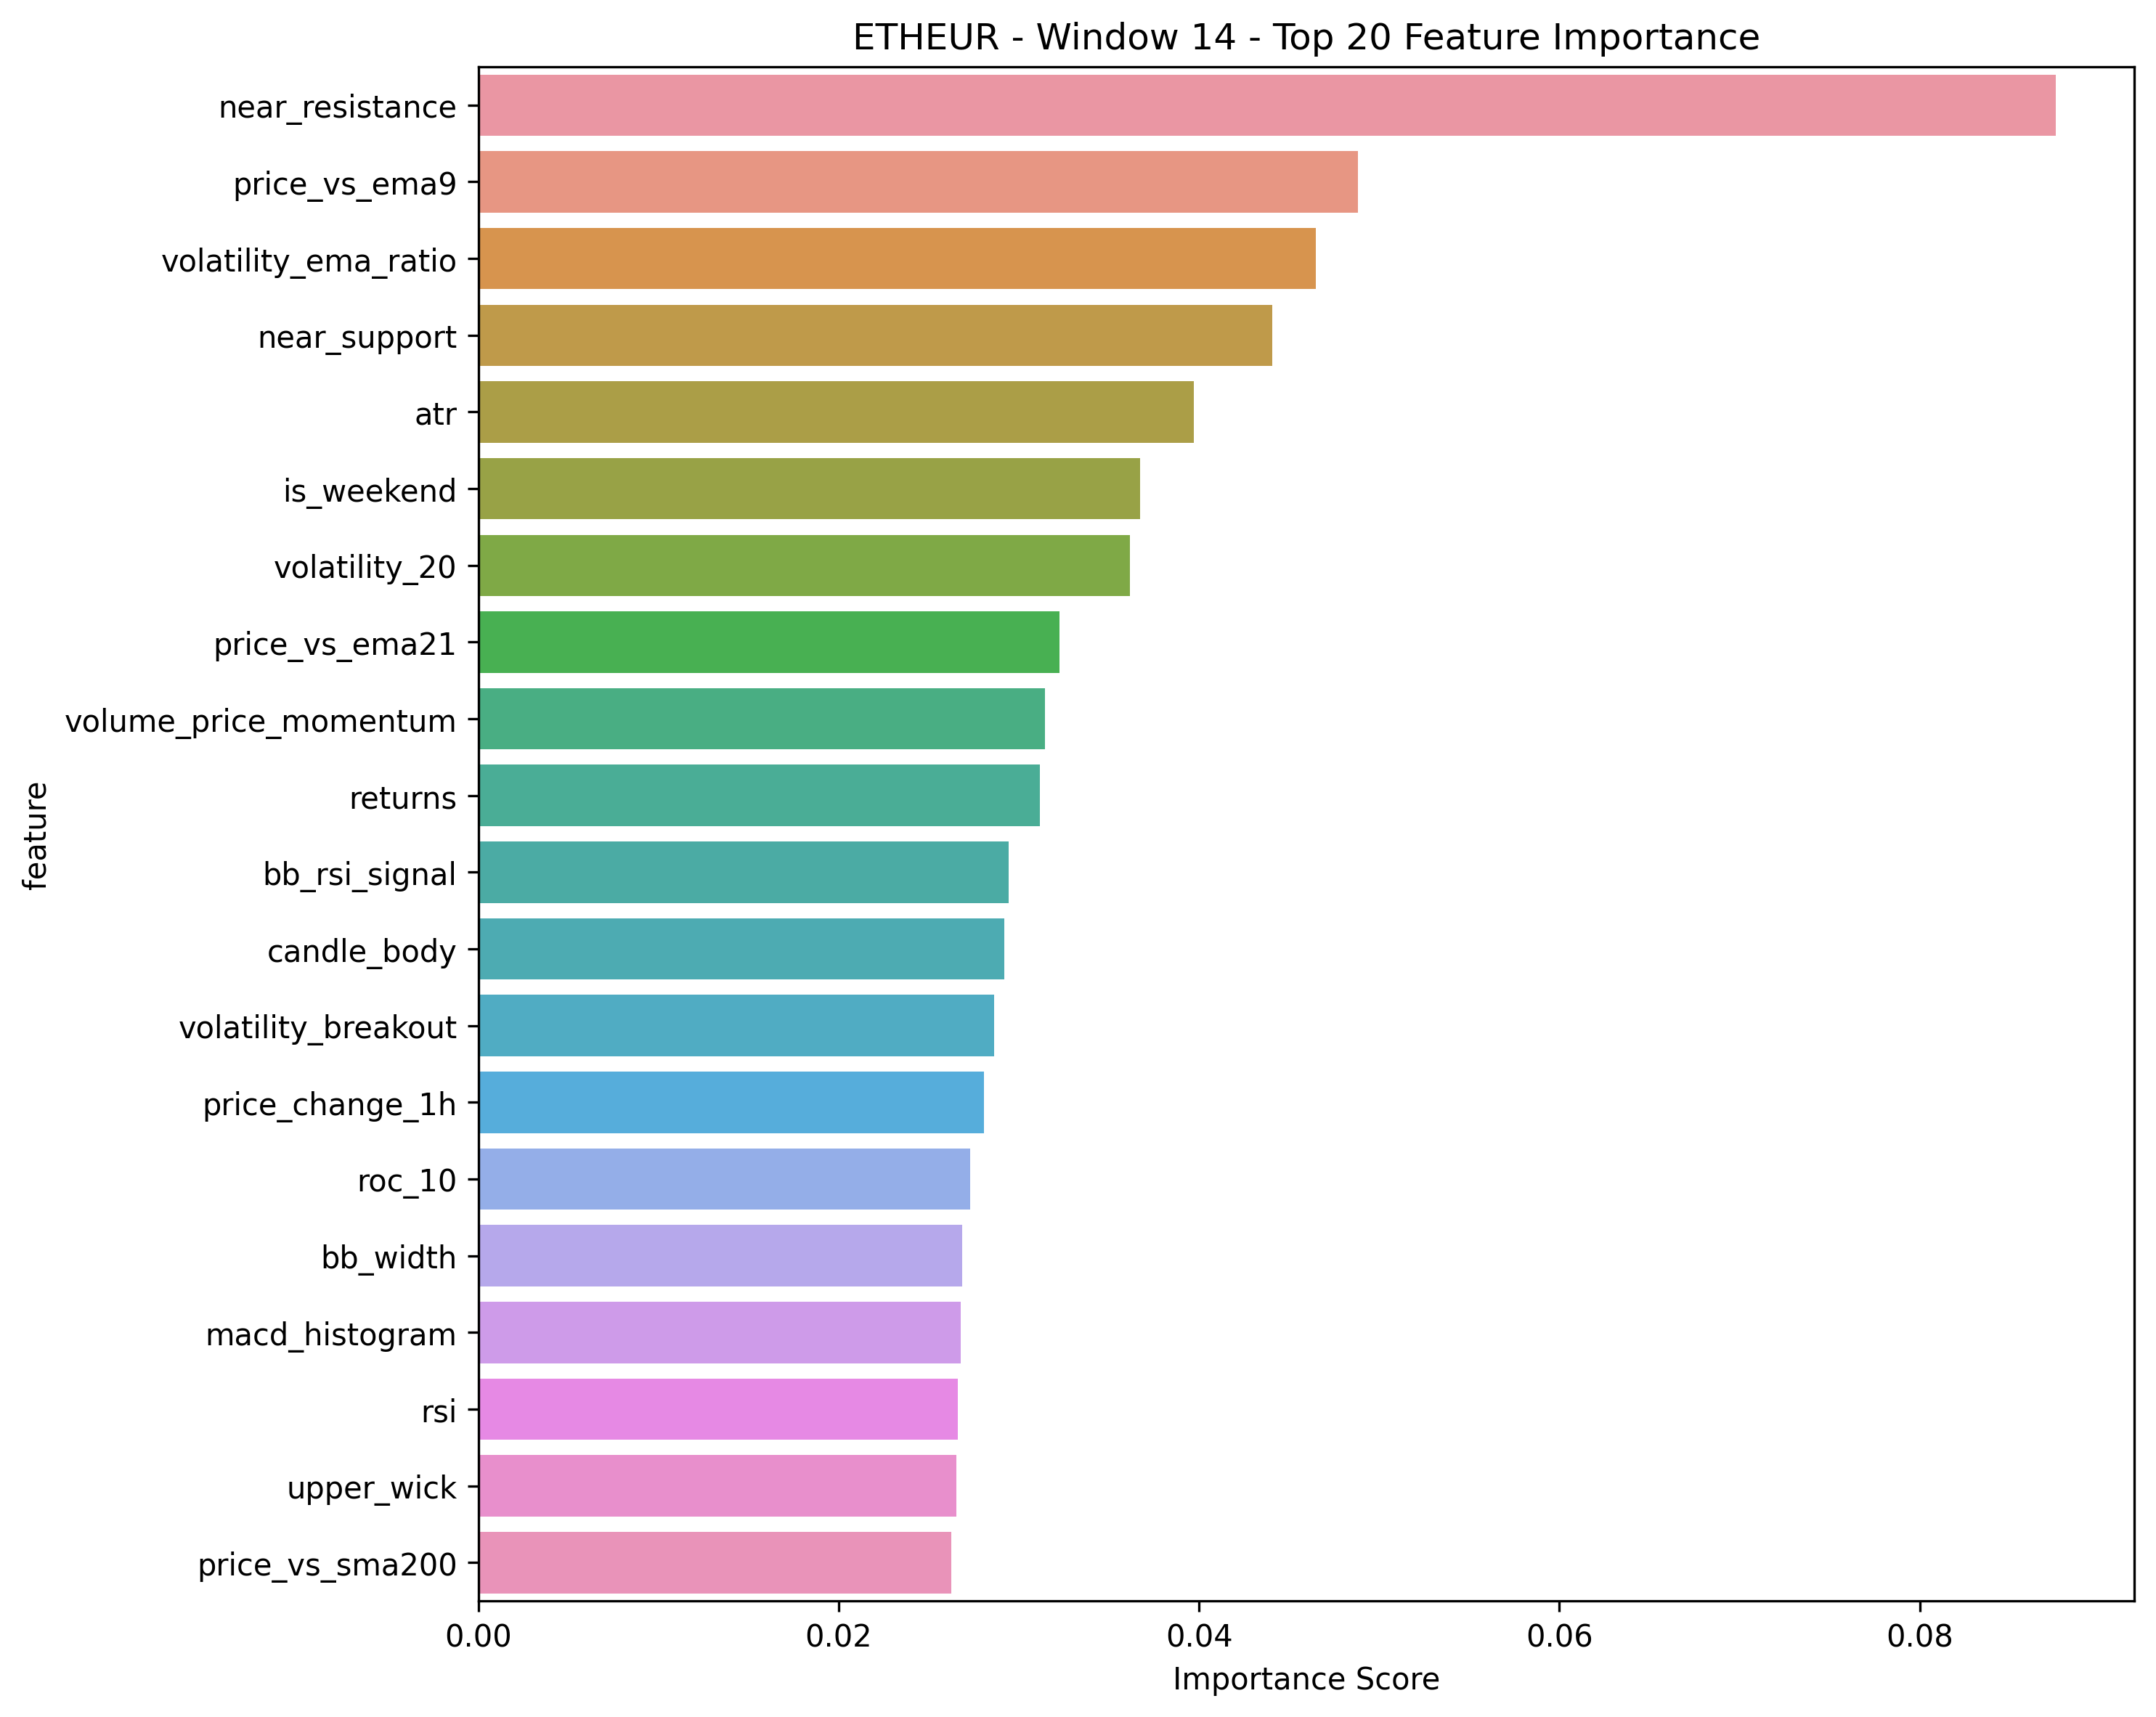 ETHEUR - Window 14 - Top 20 Feature Importance
near_resistance
price_vs_ema9
volatility_ema_ratio
near_support
atr
is_weekend
volatility_20
price_vs_ema21
volume_price_momentum
returns
bb_rsi_signal
candle_body
volatility_breakout
price_change_1h
roc_10
bb_width
macd_histogram
rsi
upper_wick
price_vs_sma200
feature
0.00 0.02 0.04 0.06 0.08
Importance Score